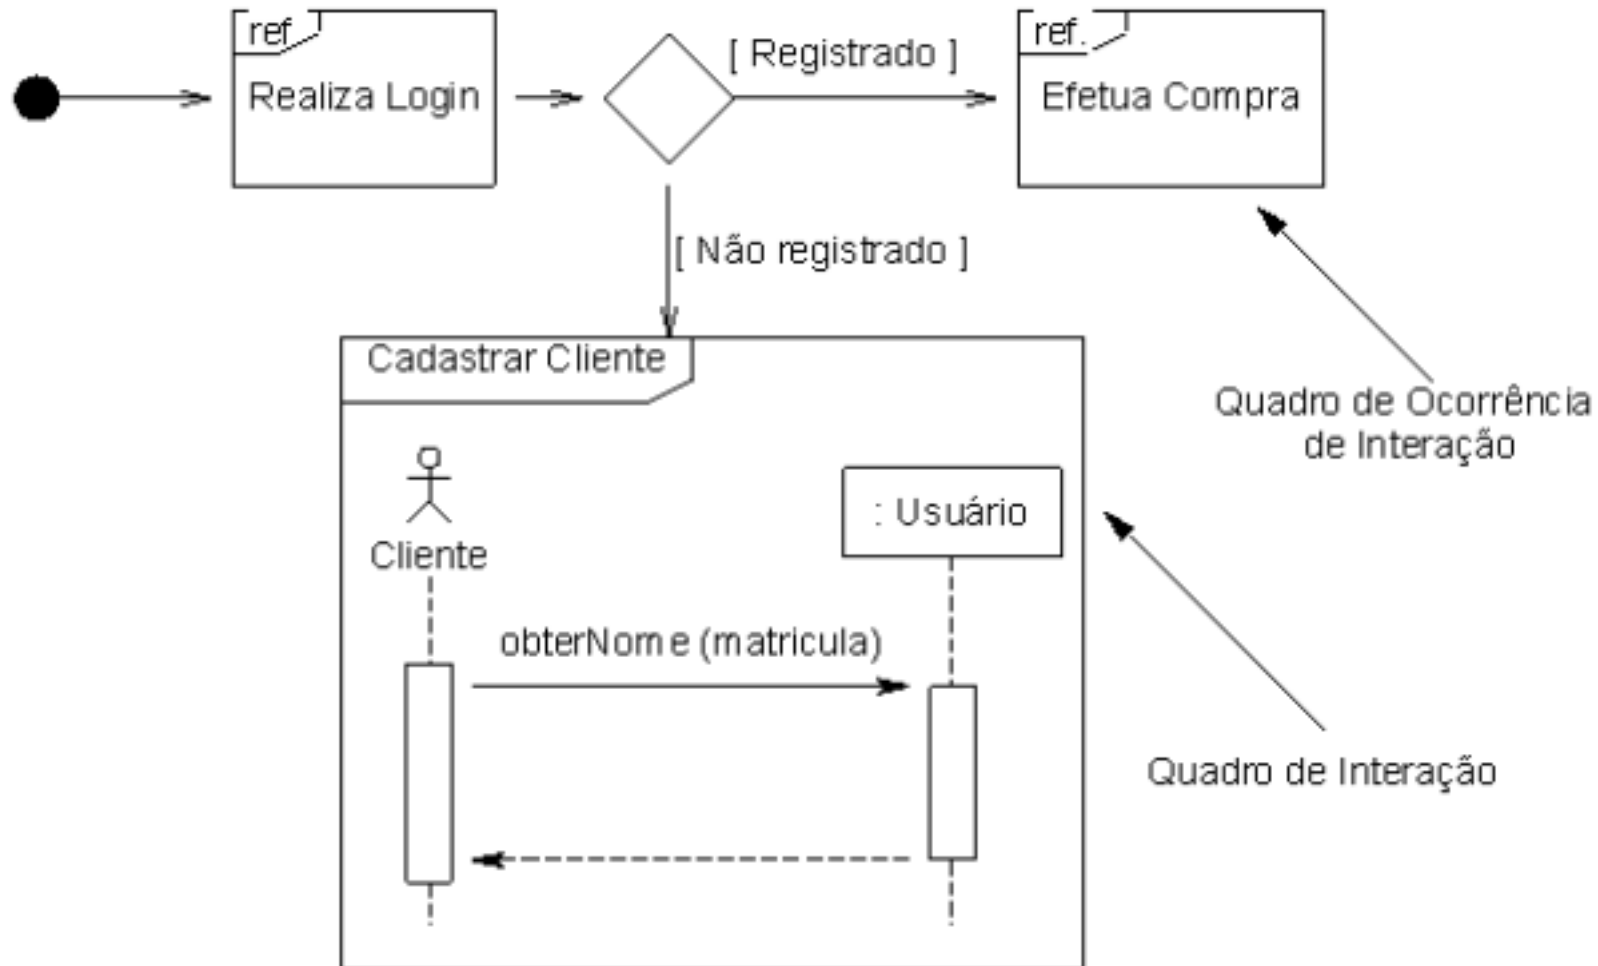 ref
Realiza Login
[ Registrado ]
ref.
Efetua Compra
[ Não registrado ]
Cadastrar Cliente
Quadro de Ocorrência
de Interação
Cliente
: Usuário
obterNome (matricula)
Quadro de Interação